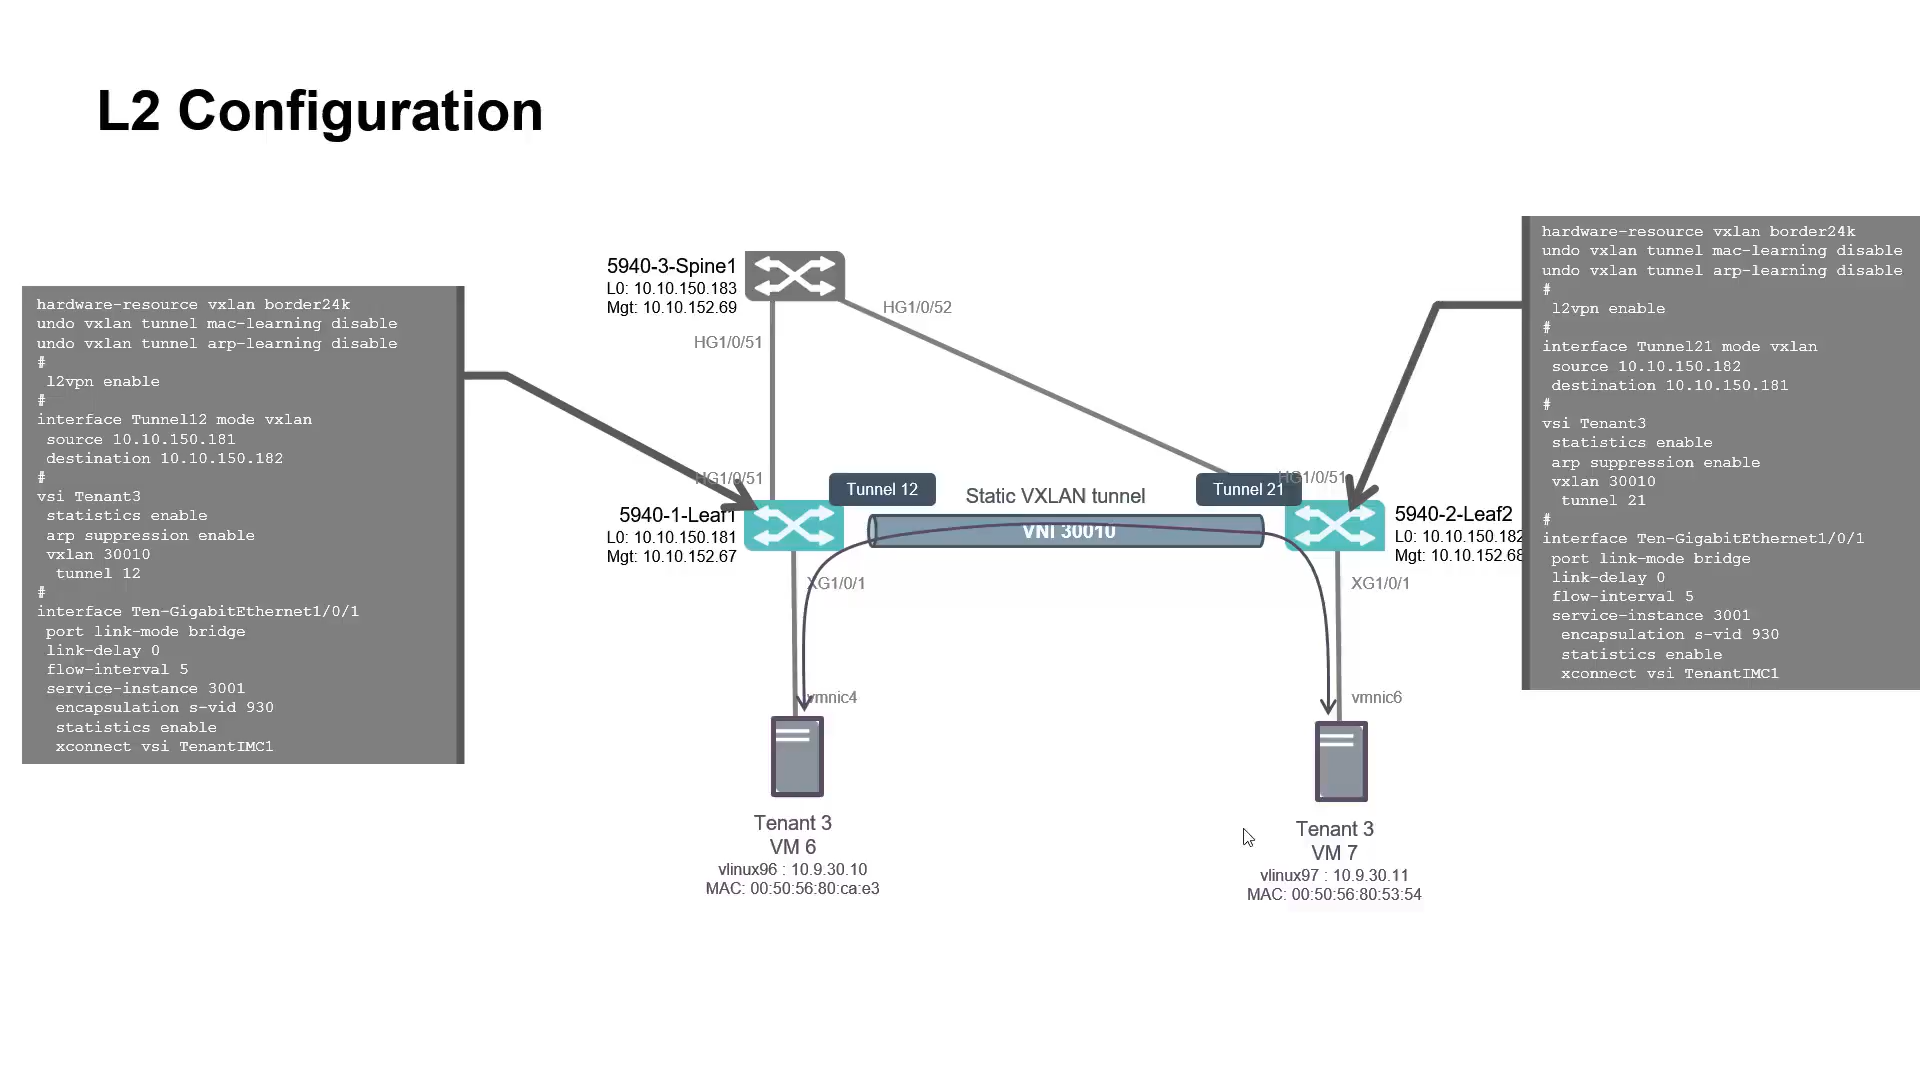 L2 Configuration
hardware-resource vxlan border24k
undo vxlan tunnel mac-learning disable
undo vxlan tunnel arp-learning disable
#
l2vpn enable
#
interface Tunnel12 mode vxlan
source 10.10.150.181
destination 10.10.150.182
#
vsi Tenant3
statistics enable
arp suppression enable
vxlan 30010
tunnel 12
#
interface Ten-GigabitEthernet1/0/1
port link-mode bridge
link-delay 0
flow-interval 5
service-instance 3001
encapsulation s-vid 930
statistics enable
xconnect vsi TenantIMC1
5940-3-Spine1
L0: 10.10.150.183
Mgt: 10.10.152.69
HG1/0/52
HG1/0/51
HG1/0/51
HG1/0/51
Tunnel 12
Static VXLAN tunnel
Tunnel 21
VNI 30010
5940-1-Leaf1
L0: 10.10.150.181
Mgt: 10.10.152.67
5940-2-Leaf2
L0: 10.10.150.182
Mgt: 10.10.152.68
XG1/0/1
XG1/0/1
vmnic4
vmnic6
Tenant 3
VM 6
vlinux96 : 10.9.30.10
MAC: 00:50:56:80:ca:e3
Tenant 3
VM 7
vlinux97 : 10.9.30.11
MAC: 00:50:56:80:53:54
hardware-resource vxlan border24k
undo vxlan tunnel mac-learning disable
undo vxlan tunnel arp-learning disable
#
l2vpn enable
#
interface Tunnel21 mode vxlan
source 10.10.150.182
destination 10.10.150.181
#
vsi Tenant3
statistics enable
arp suppression enable
vxlan 30010
tunnel 21
#
interface Ten-GigabitEthernet1/0/1
port link-mode bridge
link-delay 0
flow-interval 5
service-instance 3001
encapsulation s-vid 930
statistics enable
xconnect vsi TenantIMC1